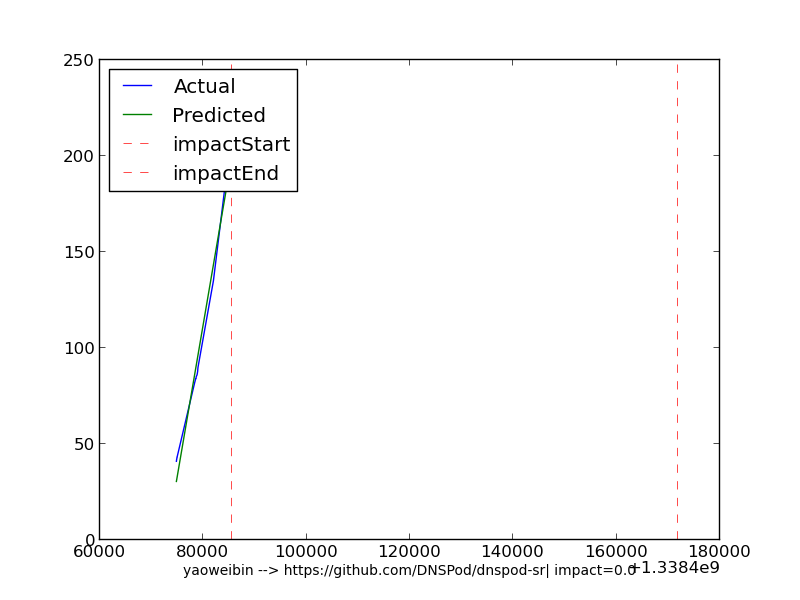 250
200
150
100
50
0
Actual
Predicted
impactStart
impactEnd
60000 80000 100000 120000 140000 160000 180000
+1.3384e9
yaoweibin --> https://github.com/DNSPod/dnspod-sr| impact=0.0